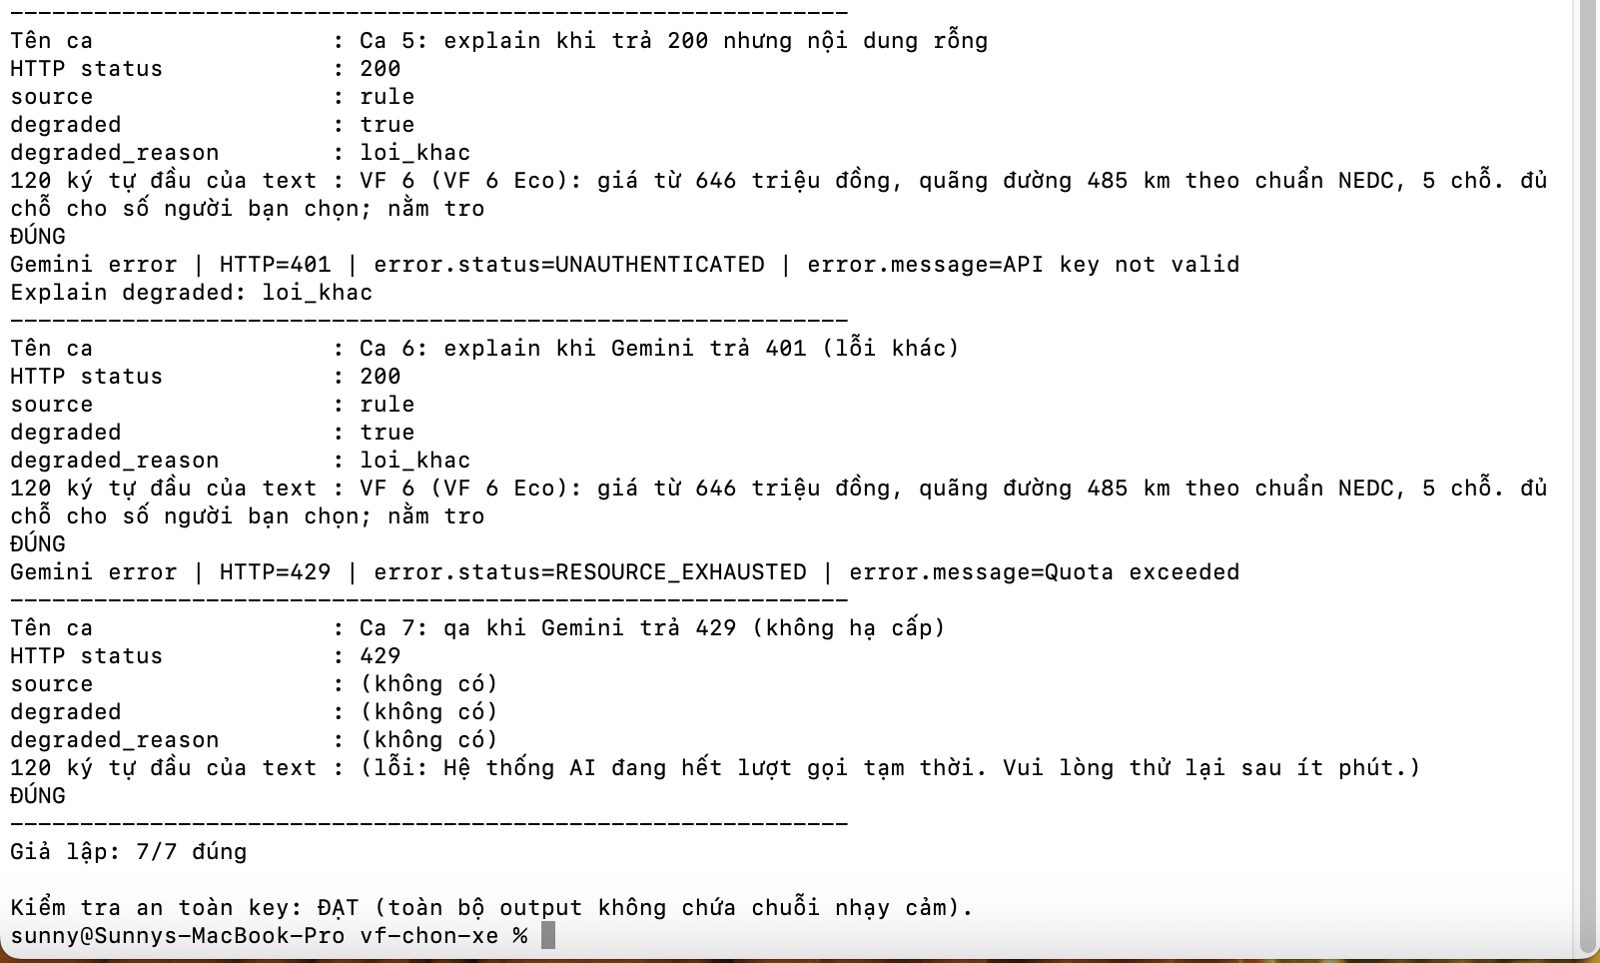 ------------------------------------------------------------
Tên ca                 : Ca 5: explain khi trả 200 nhưng nội dung rỗng
HTTP status            : 200
source                 : rule
degraded               : true
degraded_reason        : loi_khac
120 ký tự đầu của text : VF 6 (VF 6 Eco): giá từ 646 triệu đồng, quãng đường 485 km theo chuẩn NEDC, 5 chỗ. đủ
chỗ cho số người bạn chọn; nằm tro
ĐÚNG
Gemini error | HTTP=401 | error.status=UNAUTHENTICATED | error.message=API key not valid
Explain degraded: loi_khac
------------------------------------------------------------
Tên ca                 : Ca 6: explain khi Gemini trả 401 (lỗi khác)
HTTP status            : 200
source                 : rule
degraded               : true
degraded_reason        : loi_khac
120 ký tự đầu của text : VF 6 (VF 6 Eco): giá từ 646 triệu đồng, quãng đường 485 km theo chuẩn NEDC, 5 chỗ. đủ
chỗ cho số người bạn chọn; nằm tro
ĐÚNG
Gemini error | HTTP=429 | error.status=RESOURCE_EXHAUSTED | error.message=Quota exceeded
------------------------------------------------------------
Tên ca                 : Ca 7: qa khi Gemini trả 429 (không hạ cấp)
HTTP status            : 429
source                 : (không có)
degraded               : (không có)
degraded_reason        : (không có)
120 ký tự đầu của text : (lỗi: Hệ thống AI đang hết lượt gọi tạm thời. Vui lòng thử lại sau ít phút.)
ĐÚNG
------------------------------------------------------------
Giả lập: 7/7 đúng

Kiểm tra an toàn key: ĐẠT (toàn bộ output không chứa chuỗi nhạy cảm).
sunny@Sunnys-MacBook-Pro vf-chon-xe %